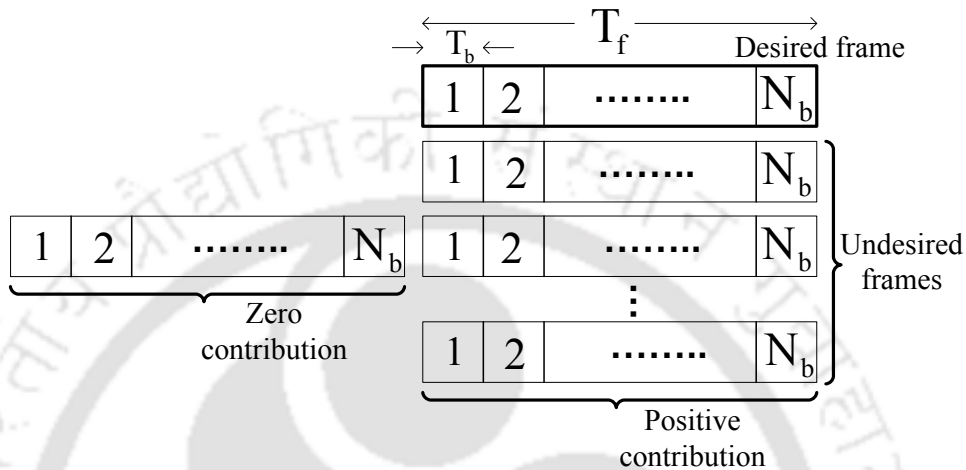 T_f
T_b
Desired frame
1 2 ........ N_b
1 2 ........ N_b
1 2 ........ N_b 1 2 ........ N_b
Undesired
frames
Zero
contribution
1 2 ........ N_b
Positive
contribution